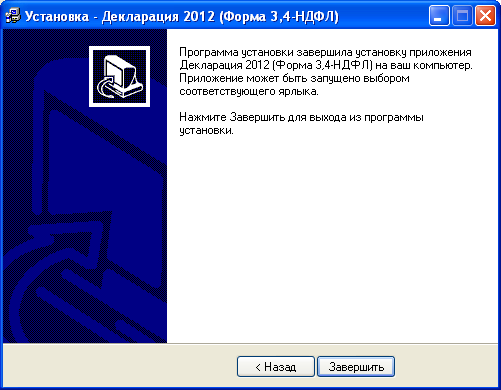 Установка - Декларация 2012 (Форма 3,4-НДФЛ)
Программа установки завершила установку приложения
Декларация 2012 (Форма 3,4-НДФЛ) на ваш компьютер.
Приложение может быть запущено выбором
соответствующего ярлыка.
Нажмите Завершить для выхода из программы
установки.
< Назад
Завершить